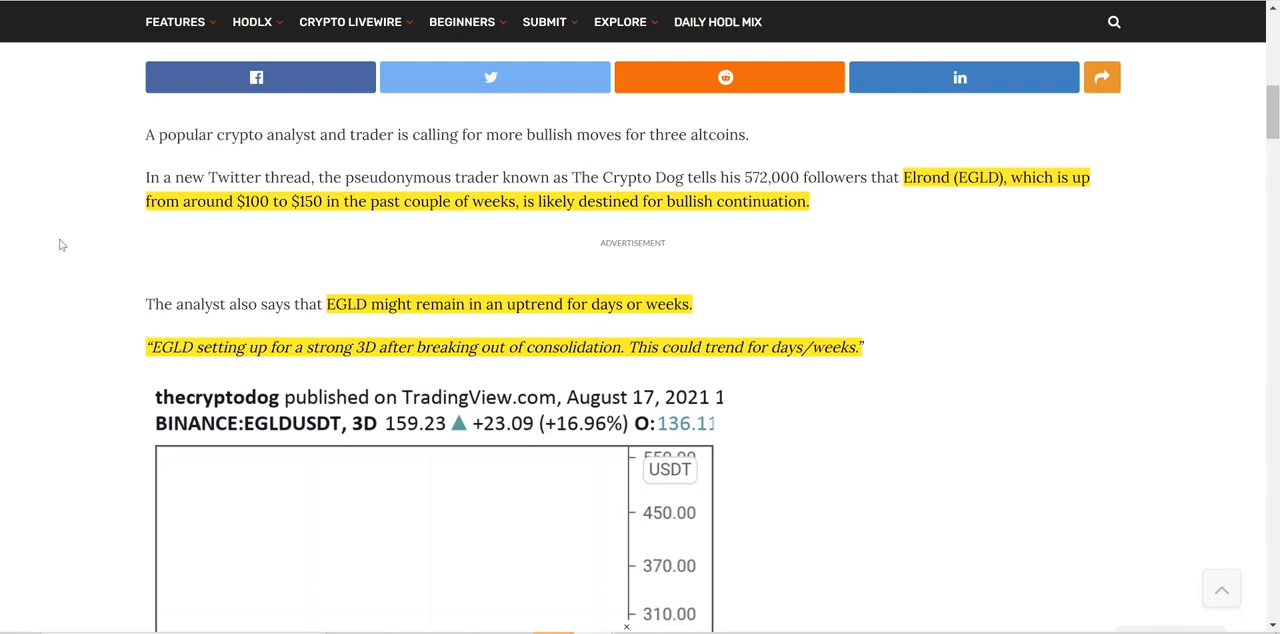 FEATURES HODLX CRYPTO LIVEWIRE BEGINNERS SUBMIT EXPLORE DAILY HODL MIX
A popular crypto analyst and trader is calling for more bullish moves for three altcoins.
In a new Twitter thread, the pseudonymous trader known as The Crypto Dog tells his 572,000 followers that Elrond (EGLD), which is up
from around $100 to $150 in the past couple of weeks, is likely destined for bullish continuation.
ADVERTISEMENT
The analyst also says that EGLD might remain in an uptrend for days or weeks.
“EGLD setting up for a strong 3D after breaking out of consolidation. This could trend for days/weeks.”
thecryptodog published on TradingView.com, August 17, 2021 1
BINANCE:EGLDUSDT, 3D 159.23 ▲ +23.09 (+16.96%) O:136.11
USDT
450.00
370.00
310.00